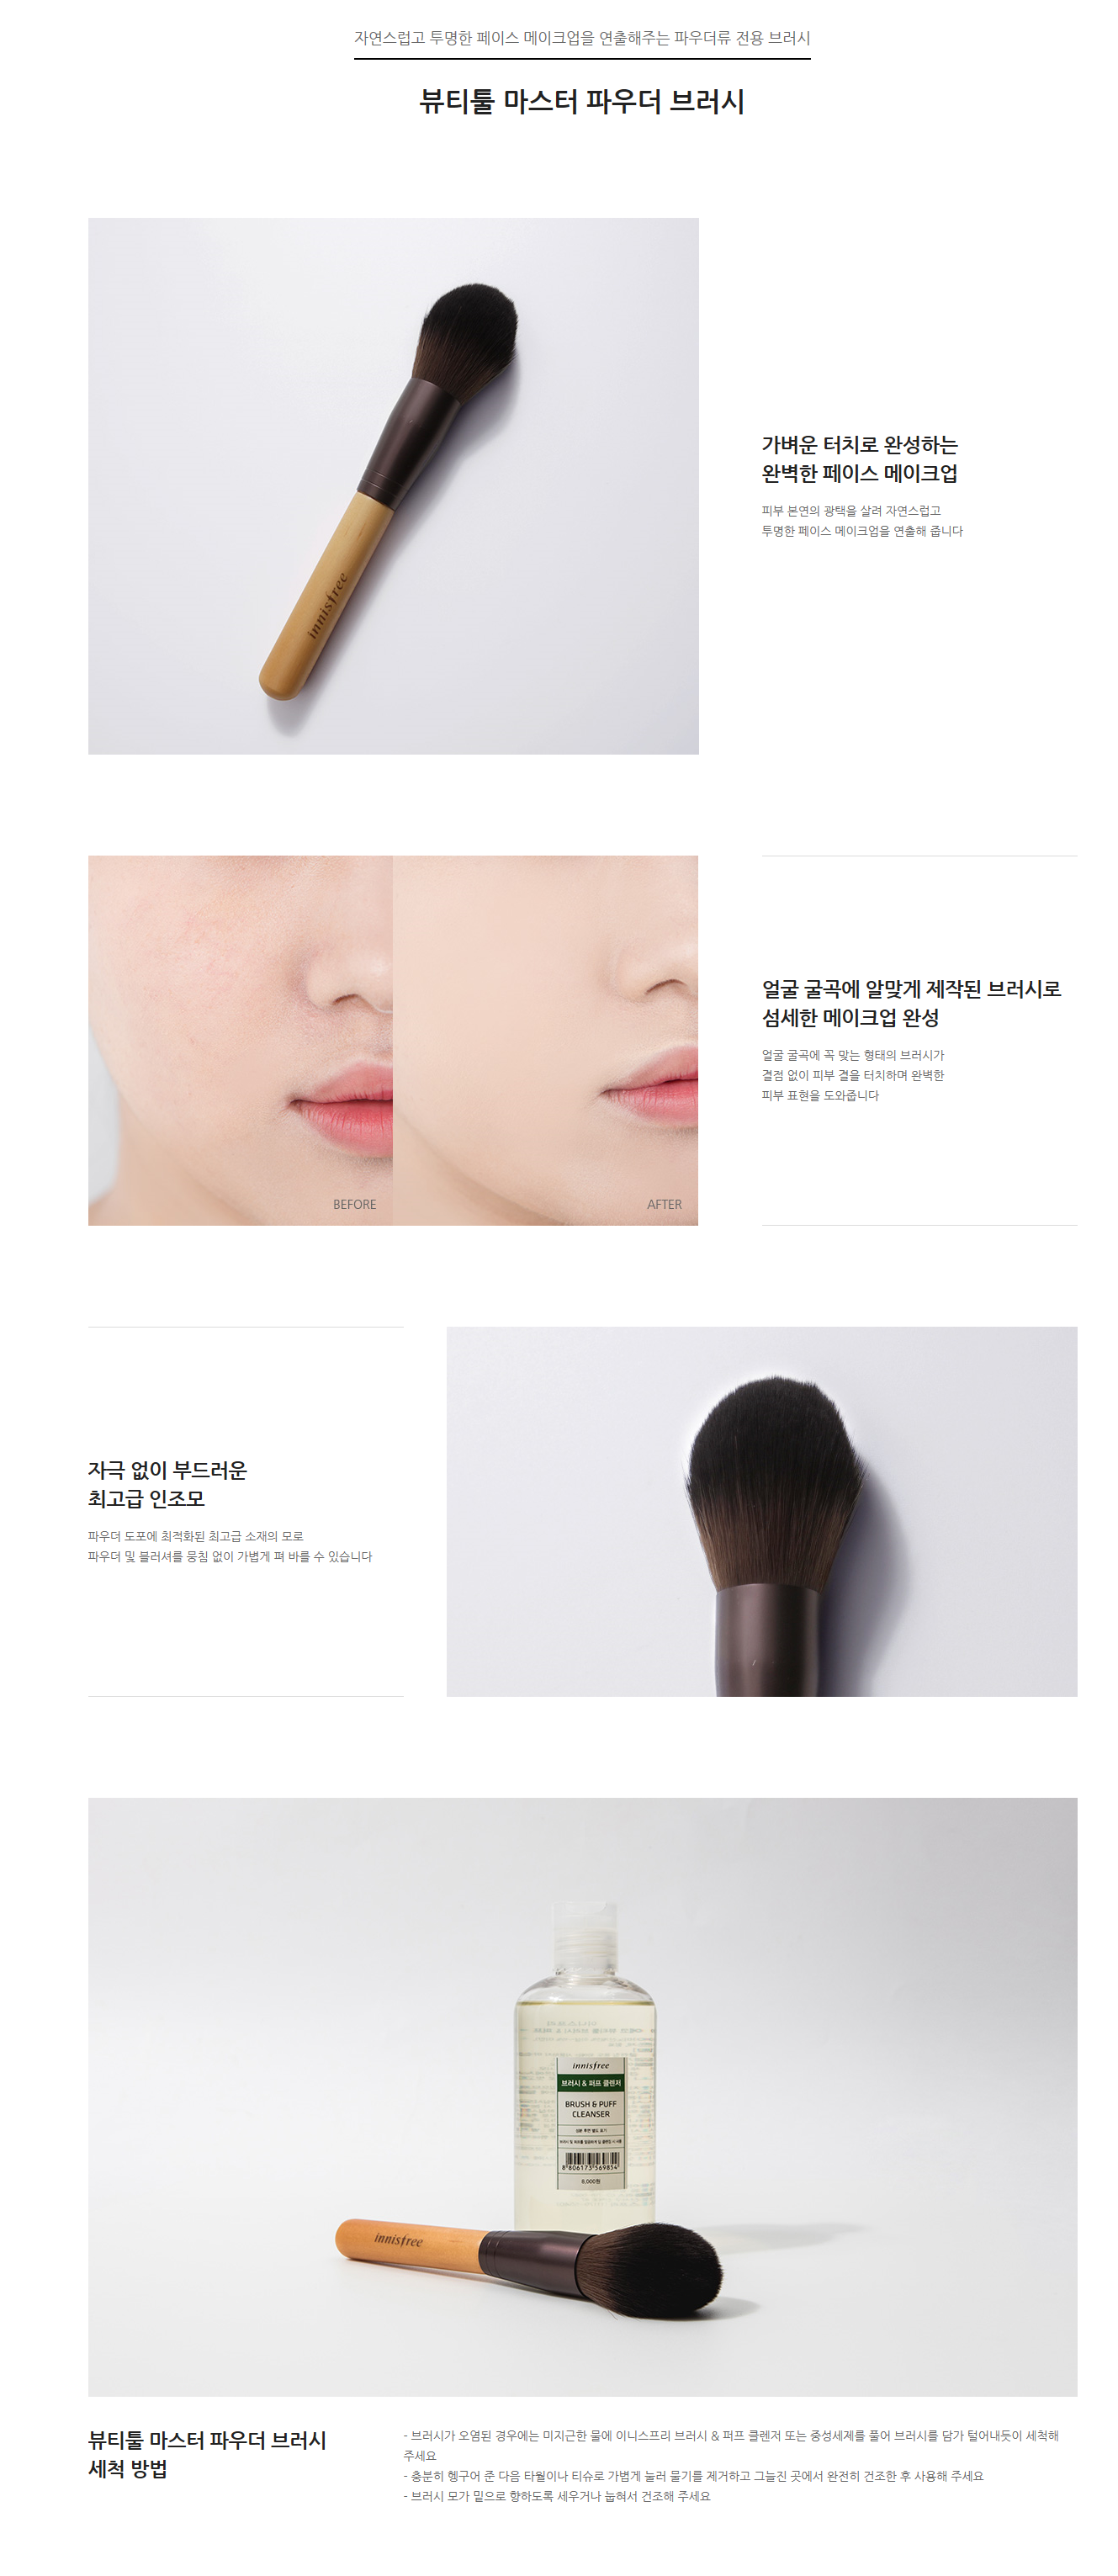 자연스럽고 투명한 페이스 메이크업을 연출해주는 파우더류 전용 브러시
뷰티툴 마스터 파우더 브러시
innisfree
가벼운 터치로 완성하는
완벽한 페이스 메이크업
피부 본연의 광택을 살려 자연스럽고
투명한 페이스 메이크업을 연출해 줍니다
BEFORE
AFTER
얼굴 굴곡에 알맞게 제작된 브러시로
섬세한 메이크업 완성
얼굴 굴곡에 꼭 맞는 형태의 브러시가
결점 없이 피부 결을 터치하며 완벽한
피부 표현을 도와줍니다
자극 없이 부드러운
최고급 인조모
파우더 도포에 최적화된 최고급 소재의 모로
파우더 및 블러셔를 뭉침 없이 가볍게 펴 바를 수 있습니다
innisfree
브러시 & 퍼프 클렌저
BRUSH & PUFF
CLEANSER
8 806173 569854
6,000원
innisfree
뷰티툴 마스터 파우더 브러시
세척 방법
- 브러시가 오염된 경우에는 미지근한 물에 이니스프리 브러시 & 퍼프 클렌저 또는 중성세제를 풀어 브러시를 담가 털어내듯이 세척해
주세요
- 충분히 헹구어 준 다음 타월이나 티슈로 가볍게 눌러 물기를 제거하고 그늘진 곳에서 완전히 건조한 후 사용해 주세요
- 브러시 모가 밑으로 향하도록 세우거나 눕혀서 건조해 주세요